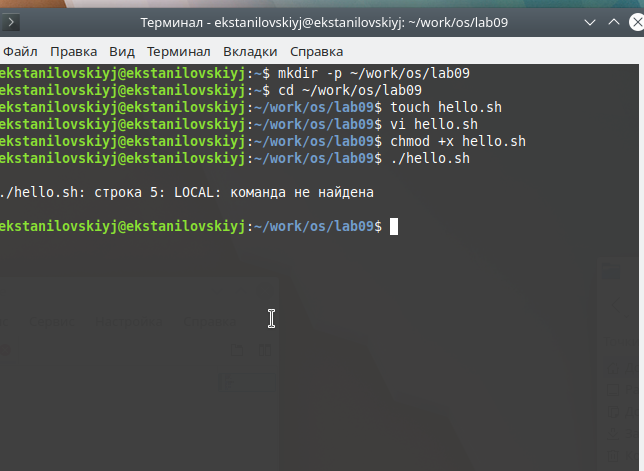 Терминал - ekstanilovskiyj@ekstanilovskiyj: ~/work/os/lab09
Файл Правка Вид Терминал Вкладки Справка
ekstanilovskiyj@ekstanilovskiyj:~$ mkdir -p ~/work/os/lab09
ekstanilovskiyj@ekstanilovskiyj:~$ cd ~/work/os/lab09
ekstanilovskiyj@ekstanilovskiyj:~/work/os/lab09$ touch hello.sh
ekstanilovskiyj@ekstanilovskiyj:~/work/os/lab09$ vi hello.sh
ekstanilovskiyj@ekstanilovskiyj:~/work/os/lab09$ chmod +x hello.sh
ekstanilovskiyj@ekstanilovskiyj:~/work/os/lab09$ ./hello.sh
./hello.sh: строка 5: LOCAL: команда не найдена
ekstanilovskiyj@ekstanilovskiyj:~/work/os/lab09$